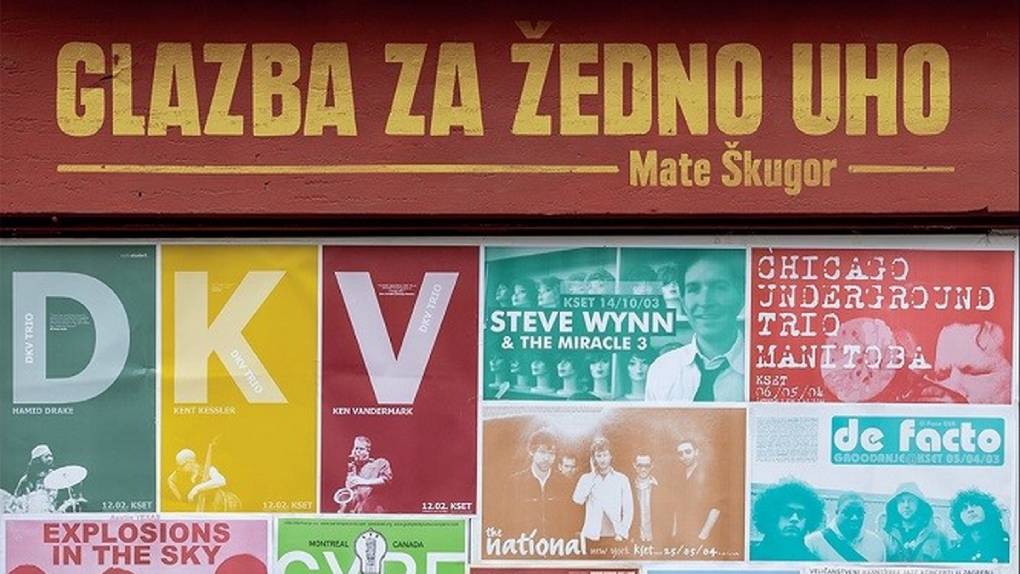 GLAZBA ZA ŽEDNO UHO
Mate Škugor
D
DKV TRIO
HAMID DRAKE
12.02. KSET
K
DKV TRIO
KENT KESSLER
12.02. KSET
V
DKV TRIO
KEN VANDERMARK
12.02. KSET
KSET 14/10/03
STEVE WYNN
& THE MIRACLE 3
CHICAGO
UNDERGROUND
TRIO
MANITOBA
KSET
06/05/04
the national new york kset...25/05/04...
de facto
GAOODANJE@KSET 05/04/03
EXPLOSIONS
IN THE SKY
MONTREAL CANADA